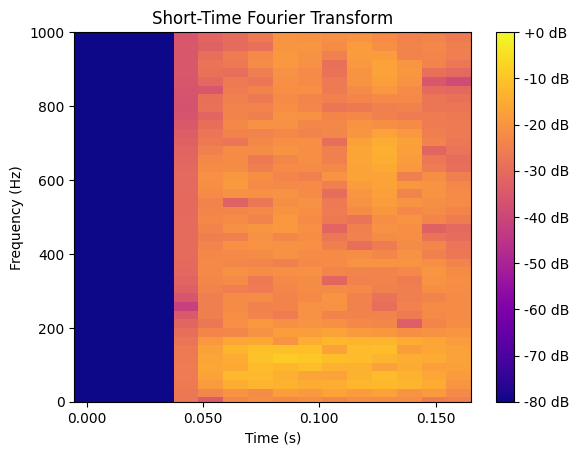 Short-Time Fourier Transform
1000
800
600
400
200
0
Frequency (Hz)
0.000
0.050
0.100
0.150
Time (s)
+0 dB
-10 dB
-20 dB
-30 dB
-40 dB
-50 dB
-60 dB
-70 dB
-80 dB